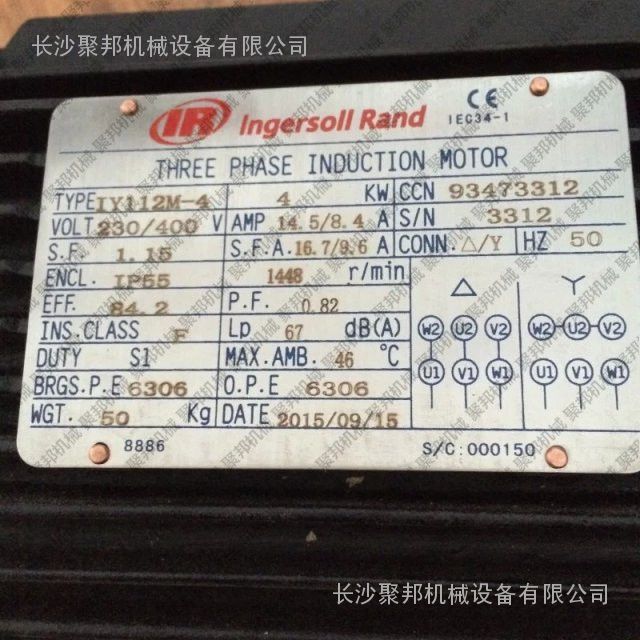 长沙聚邦机械设备有限公司
IR Ingersoll Rand CE
IEC34-1
THREE PHASE INDUCTION MOTOR
TYPE IY112M-4 4 KW CCN 93473312
VOLT 230/400 V AMP 14.5/8.4 A S/N 3312
S.F. 1.15 S.F.A. 16.7/9.6 A CONN. △/Y HZ 50
ENCL. IP55 1448 r/min
EFF. 84.2 P.F. 0.82
INS.CLASS F Lp 67 dB(A)
DUTY S1 MAX.AMB. 46 °C
BRGS.P.E 6306 O.P.E 6306
WGT. 50 Kg DATE 2015/09/15
△ Y
W2 U2 V2 W2 U2 V2
U1 V1 W1 U1 V1 W1
8886 S/C:000150
长沙聚邦机械设备有限公司
聚邦机械